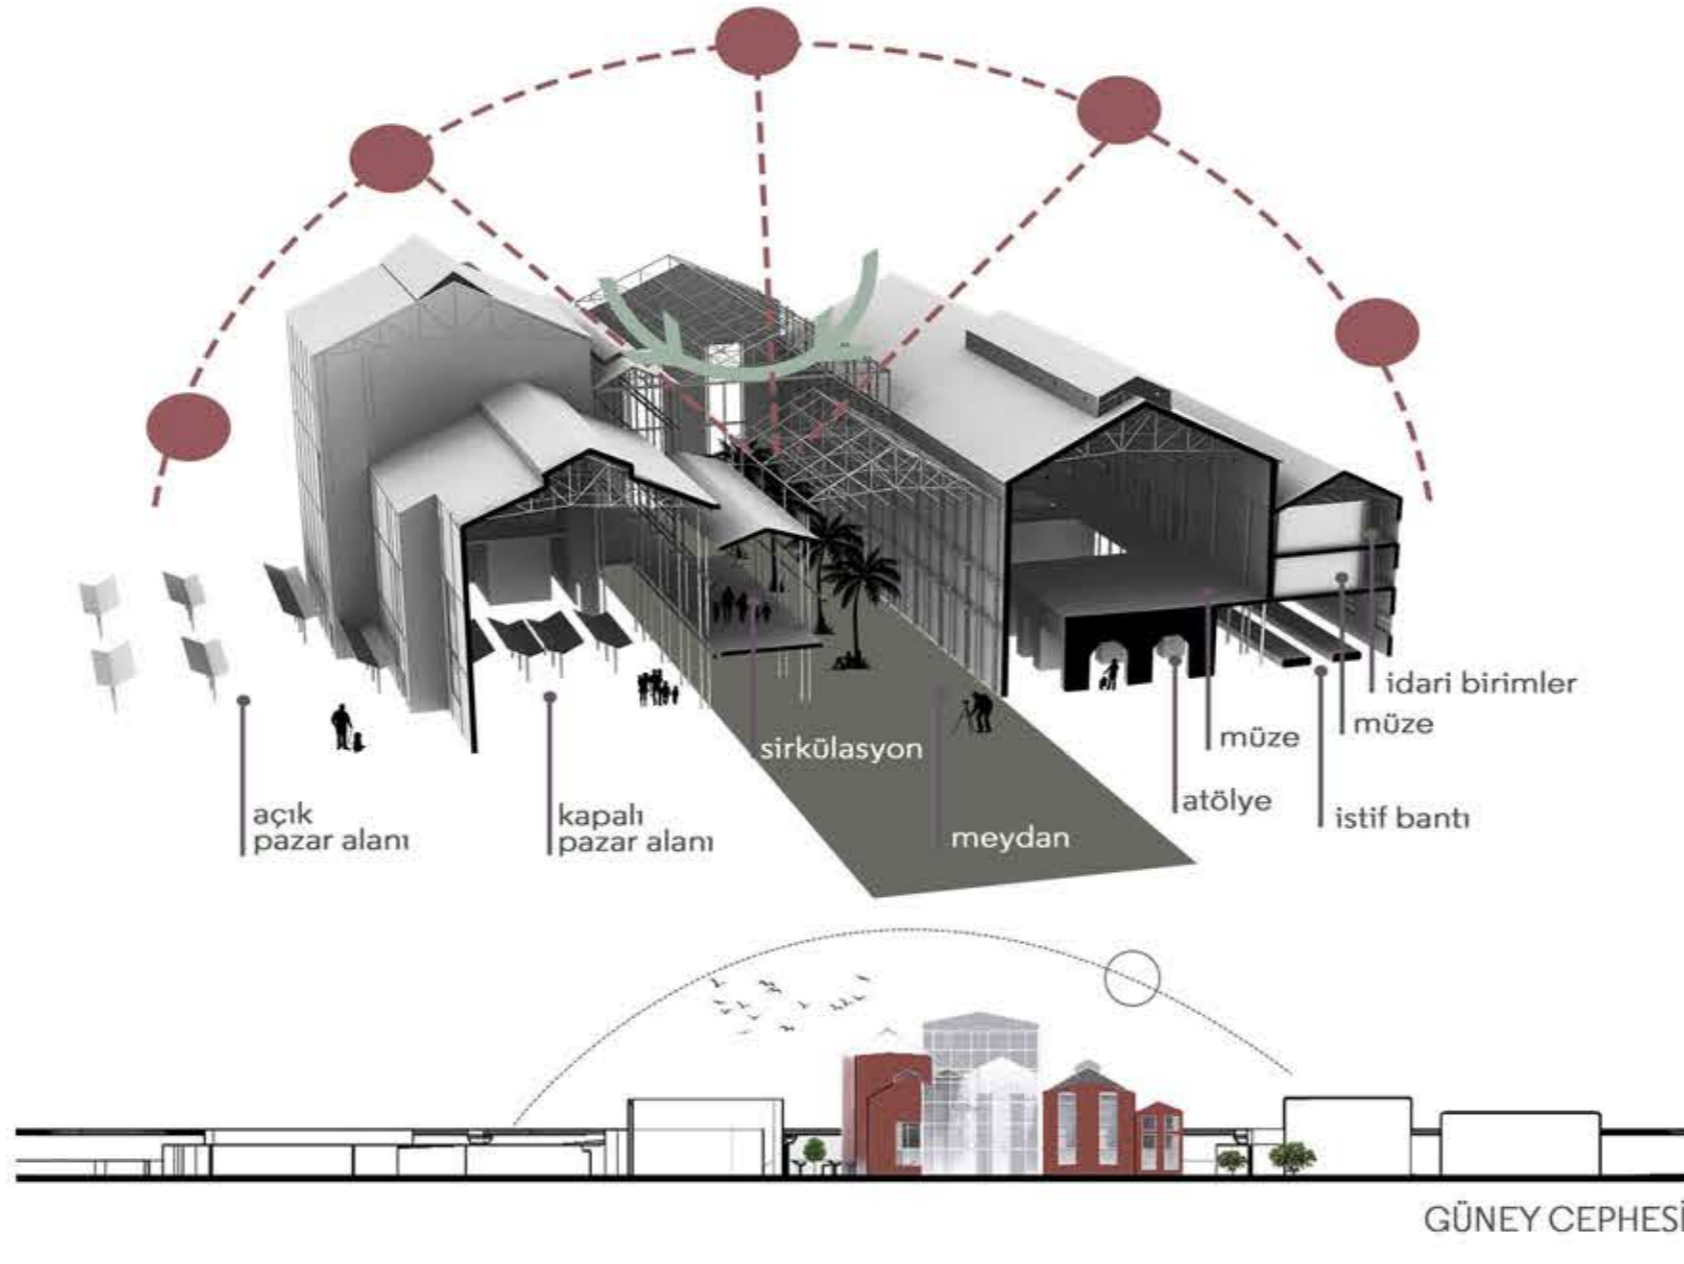 idari birimler
müze
müze
sirkülasyon
atölye
istif bantı
açık
pazar alanı
kapalı
pazar alanı
meydan
GÜNEY CEPHESİ